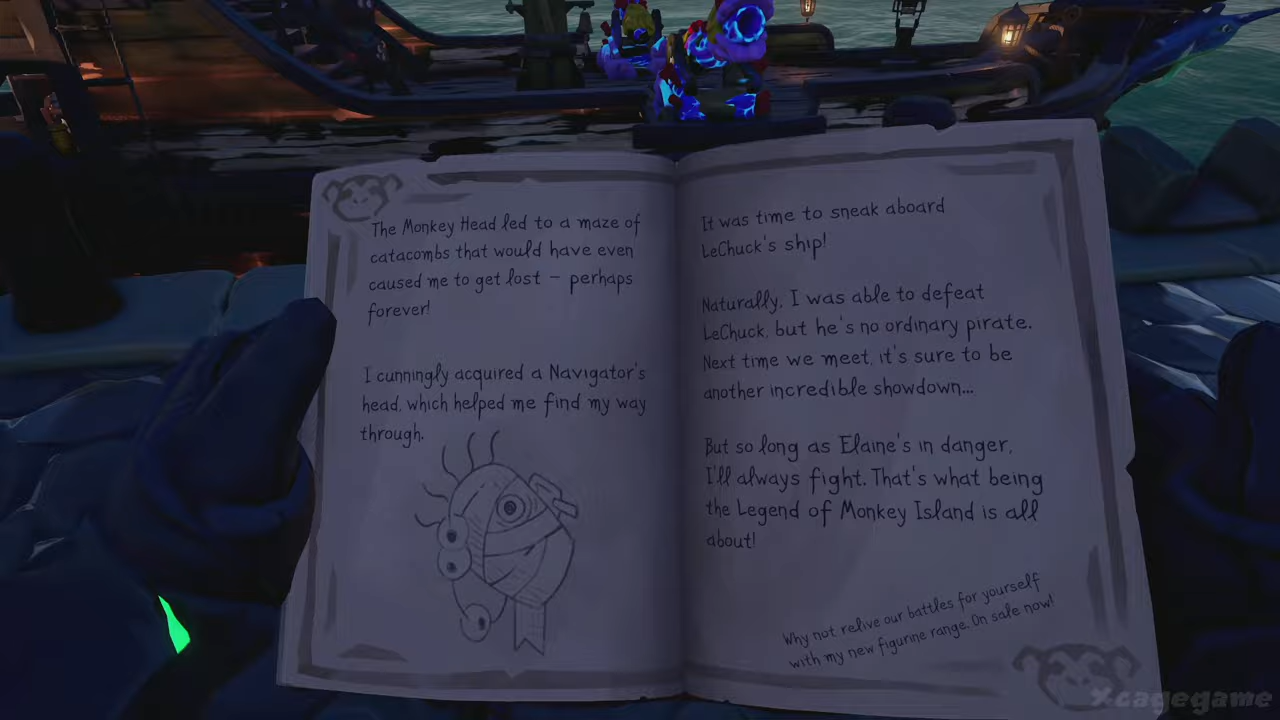 The Monkey Head led to a maze of
catacombs that would have even
caused me to get lost – perhaps
forever!
I cunningly acquired a Navigator's
head, which helped me find my way
through.
It was time to sneak aboard
LeChuck's ship!
Naturally, I was able to defeat
LeChuck, but he's no ordinary pirate.
Next time we meet, it's sure to be
another incredible showdown...
But so long as Elaine's in danger,
I'll always fight. That's what being
the Legend of Monkey Island is all
about!
Why not relive our battles for yourself
with my new figurine range. On sale now!
Xcagegame